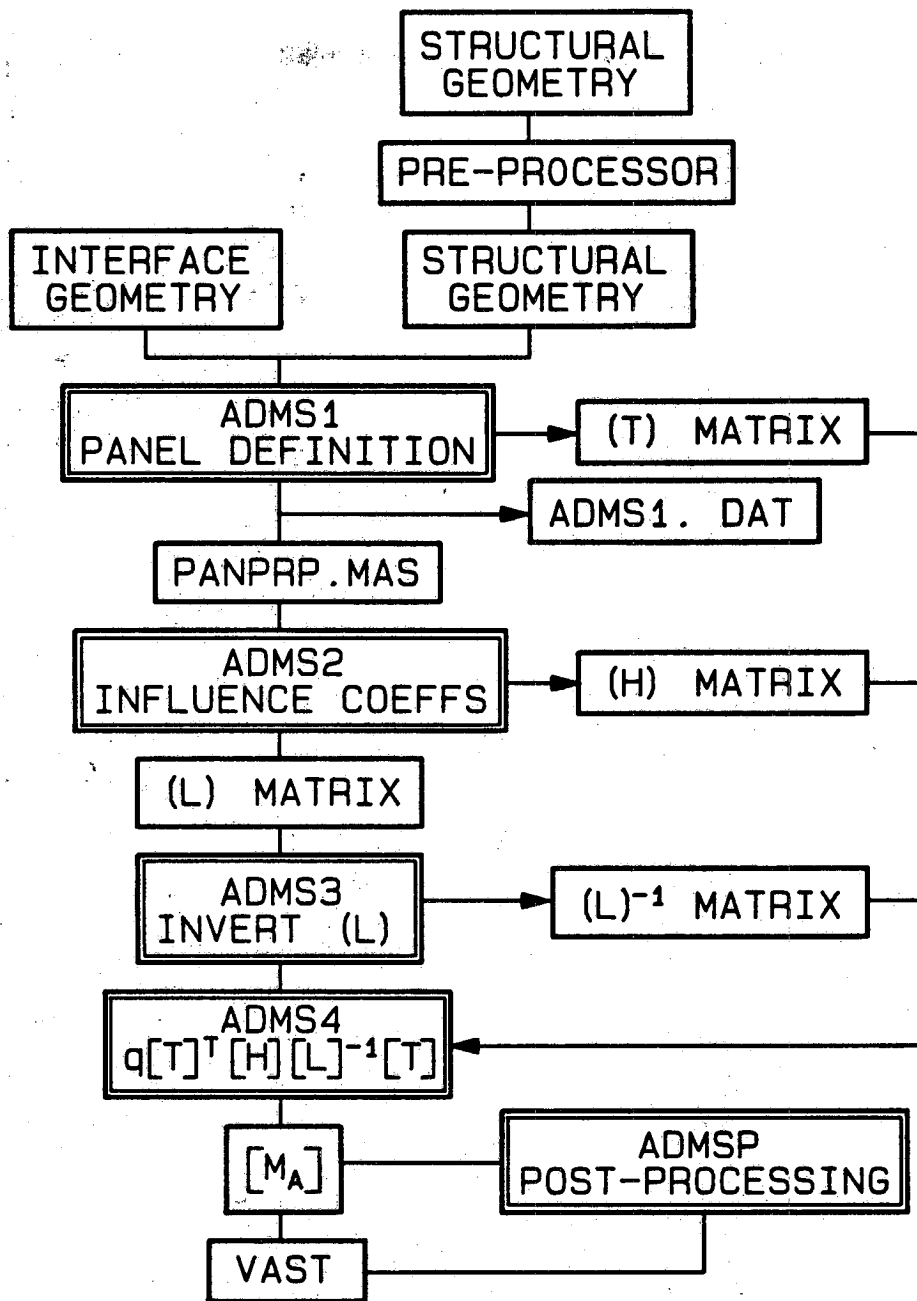 STRUCTURAL
GEOMETRY
PRE-PROCESSOR
INTERFACE
GEOMETRY
STRUCTURAL
GEOMETRY
ADMS1
PANEL DEFINITION
(T) MATRIX
ADMS1. DAT
PANPRP.MAS
ADMS2
INFLUENCE COEFFS
(H) MATRIX
(L) MATRIX
ADMS3
INVERT (L)
(L)⁻¹ MATRIX
ADMS4
q[T]ᵀ[H][L]⁻¹[T]
[M_A]
ADMSP
POST-PROCESSING
VAST